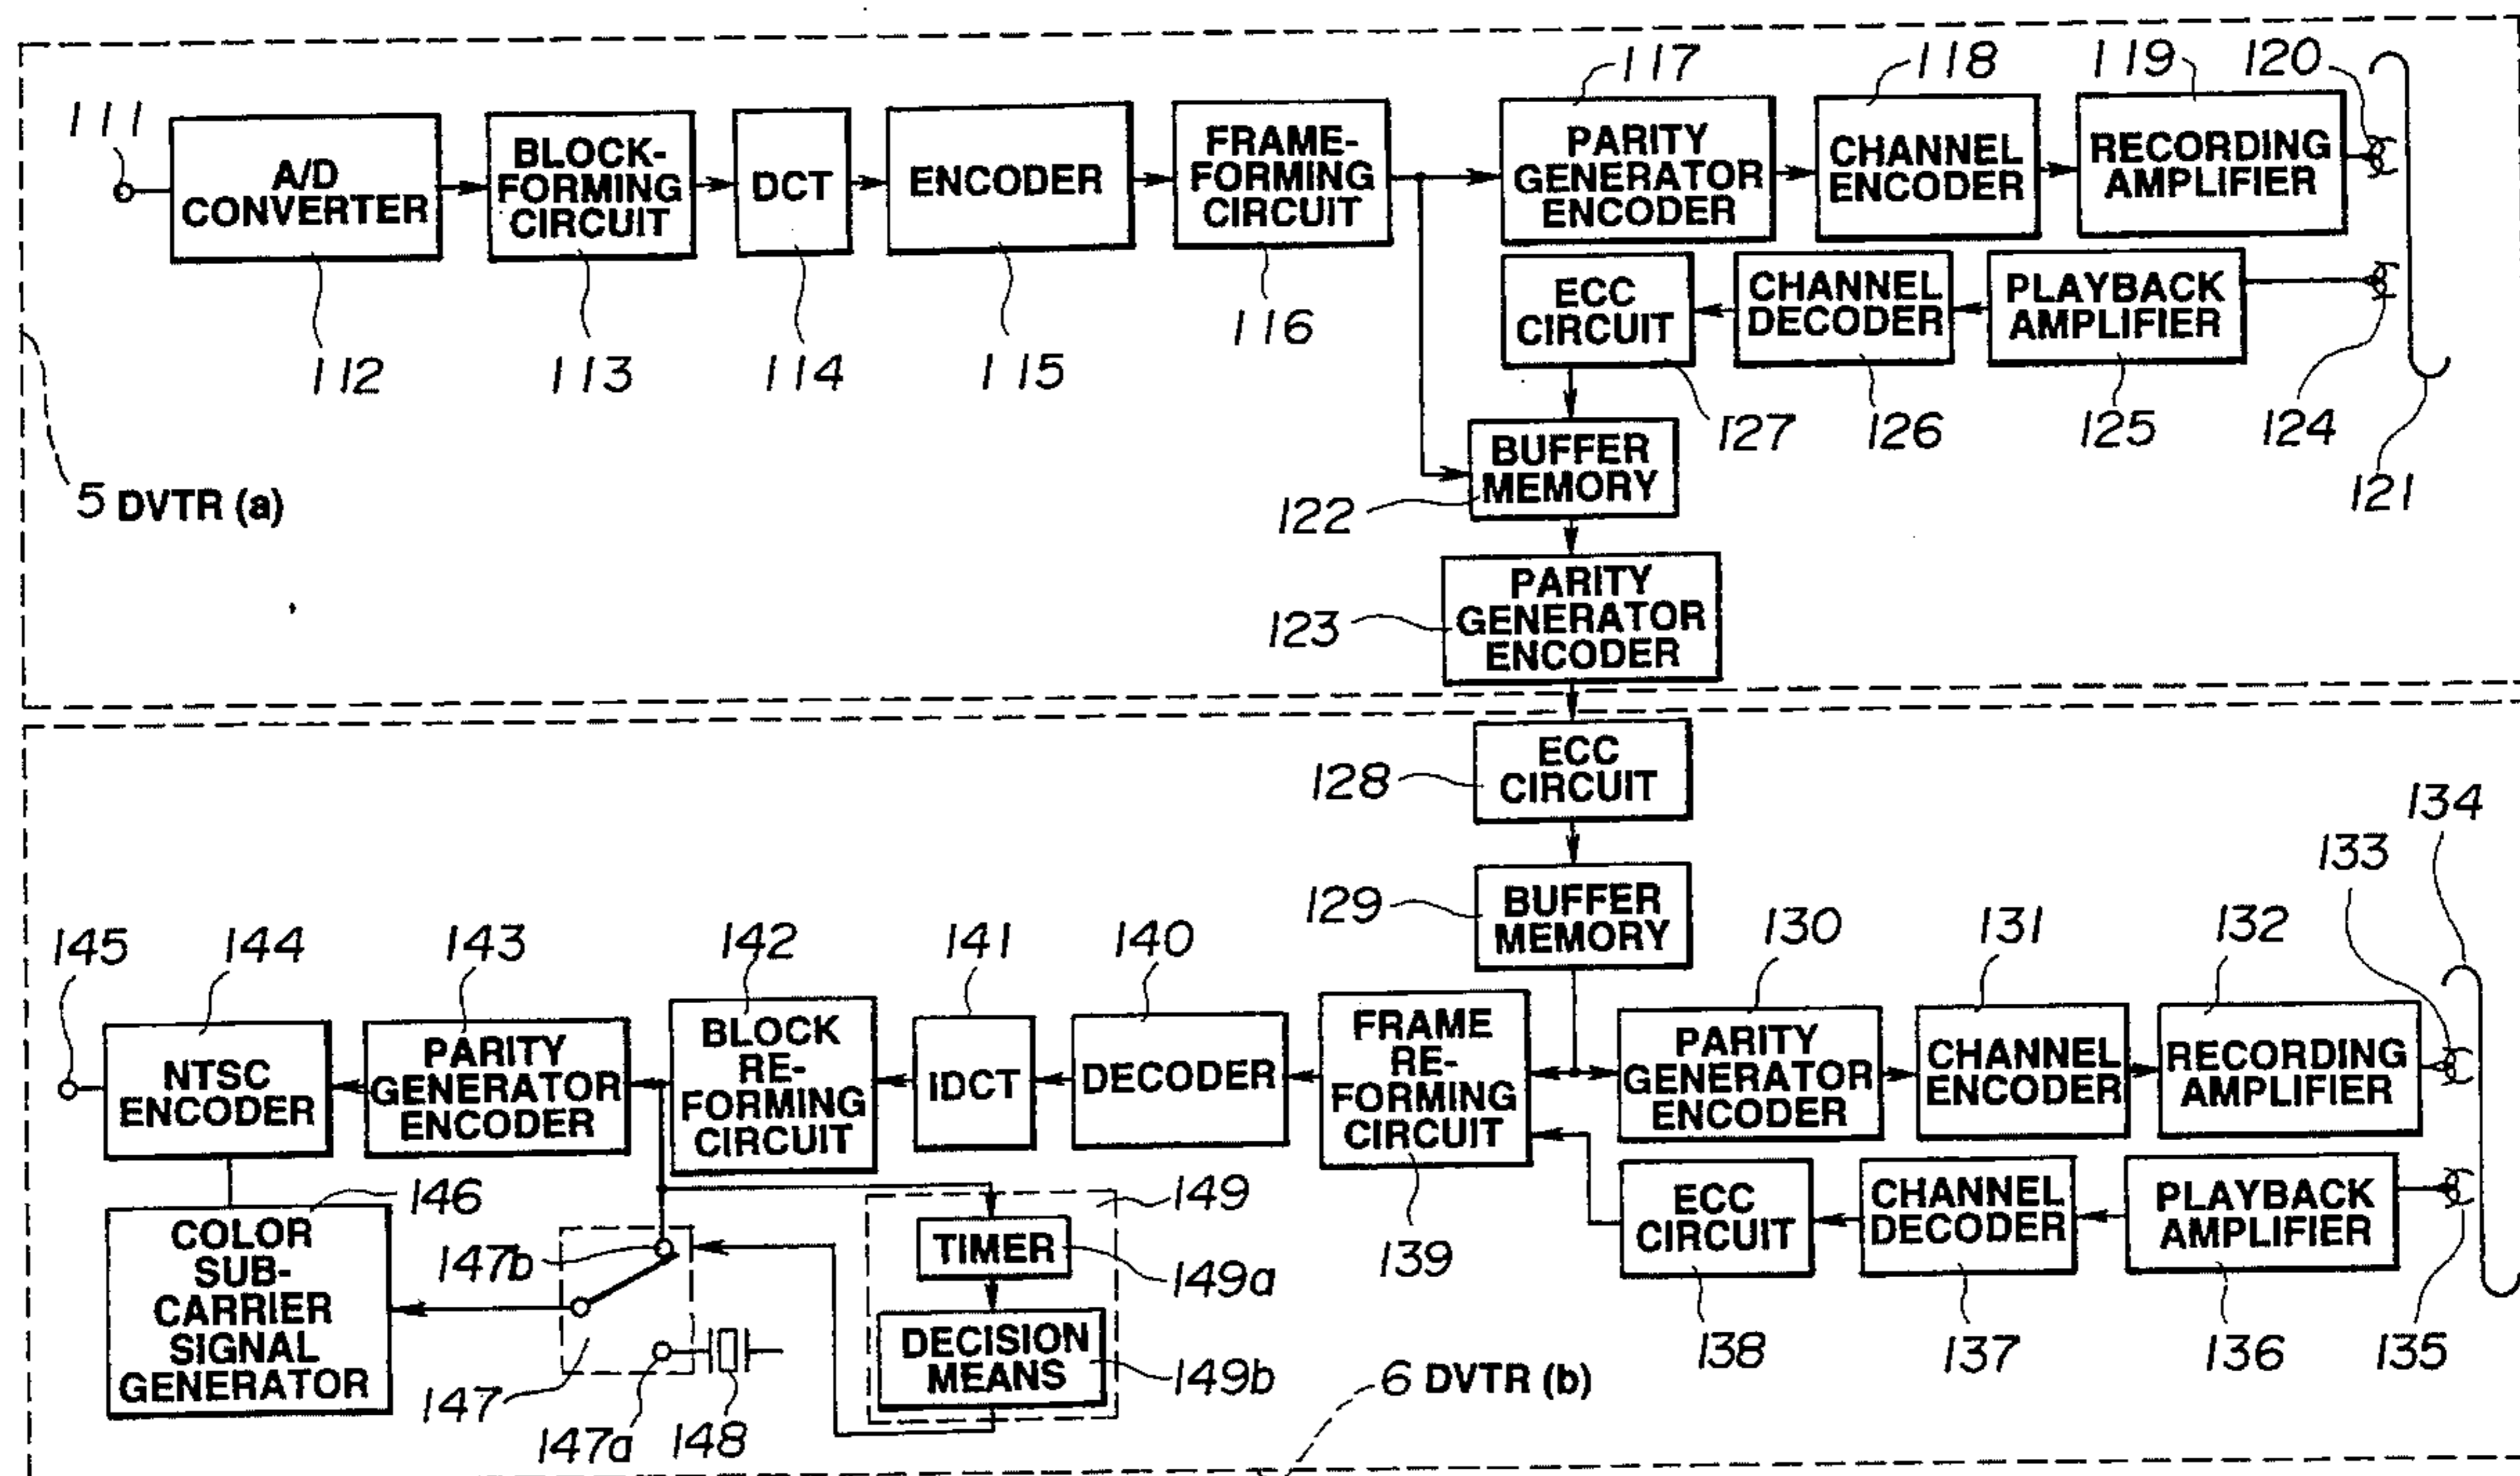 117
118
119
120
111
A/D
CONVERTER
BLOCK-
FORMING
CIRCUIT
DCT
ENCODER
FRAME-
FORMING
CIRCUIT
PARITY
GENERATOR
ENCODER
CHANNEL
ENCODER
RECORDING
AMPLIFIER
ECC
CIRCUIT
CHANNEL
DECODER
PLAYBACK
AMPLIFIER
112
113
114
115
116
127
126
125
124
121
BUFFER
MEMORY
122
5 DVTR (a)
PARITY
GENERATOR
ENCODER
123
ECC
CIRCUIT
128
134
133
BUFFER
MEMORY
129
145
144
143
142
141
140
130
131
132
NTSC
ENCODER
PARITY
GENERATOR
ENCODER
BLOCK
RE-
FORMING
CIRCUIT
IDCT
DECODER
FRAME
RE-
FORMING
CIRCUIT
PARITY
GENERATOR
ENCODER
CHANNEL
ENCODER
RECORDING
AMPLIFIER
146
149
COLOR
SUB-
CARRIER
SIGNAL
GENERATOR
147b
TIMER
149a
139
ECC
CIRCUIT
CHANNEL
DECODER
PLAYBACK
AMPLIFIER
DECISION
MEANS
149b
138
137
136
135
147
147a
148
6 DVTR (b)